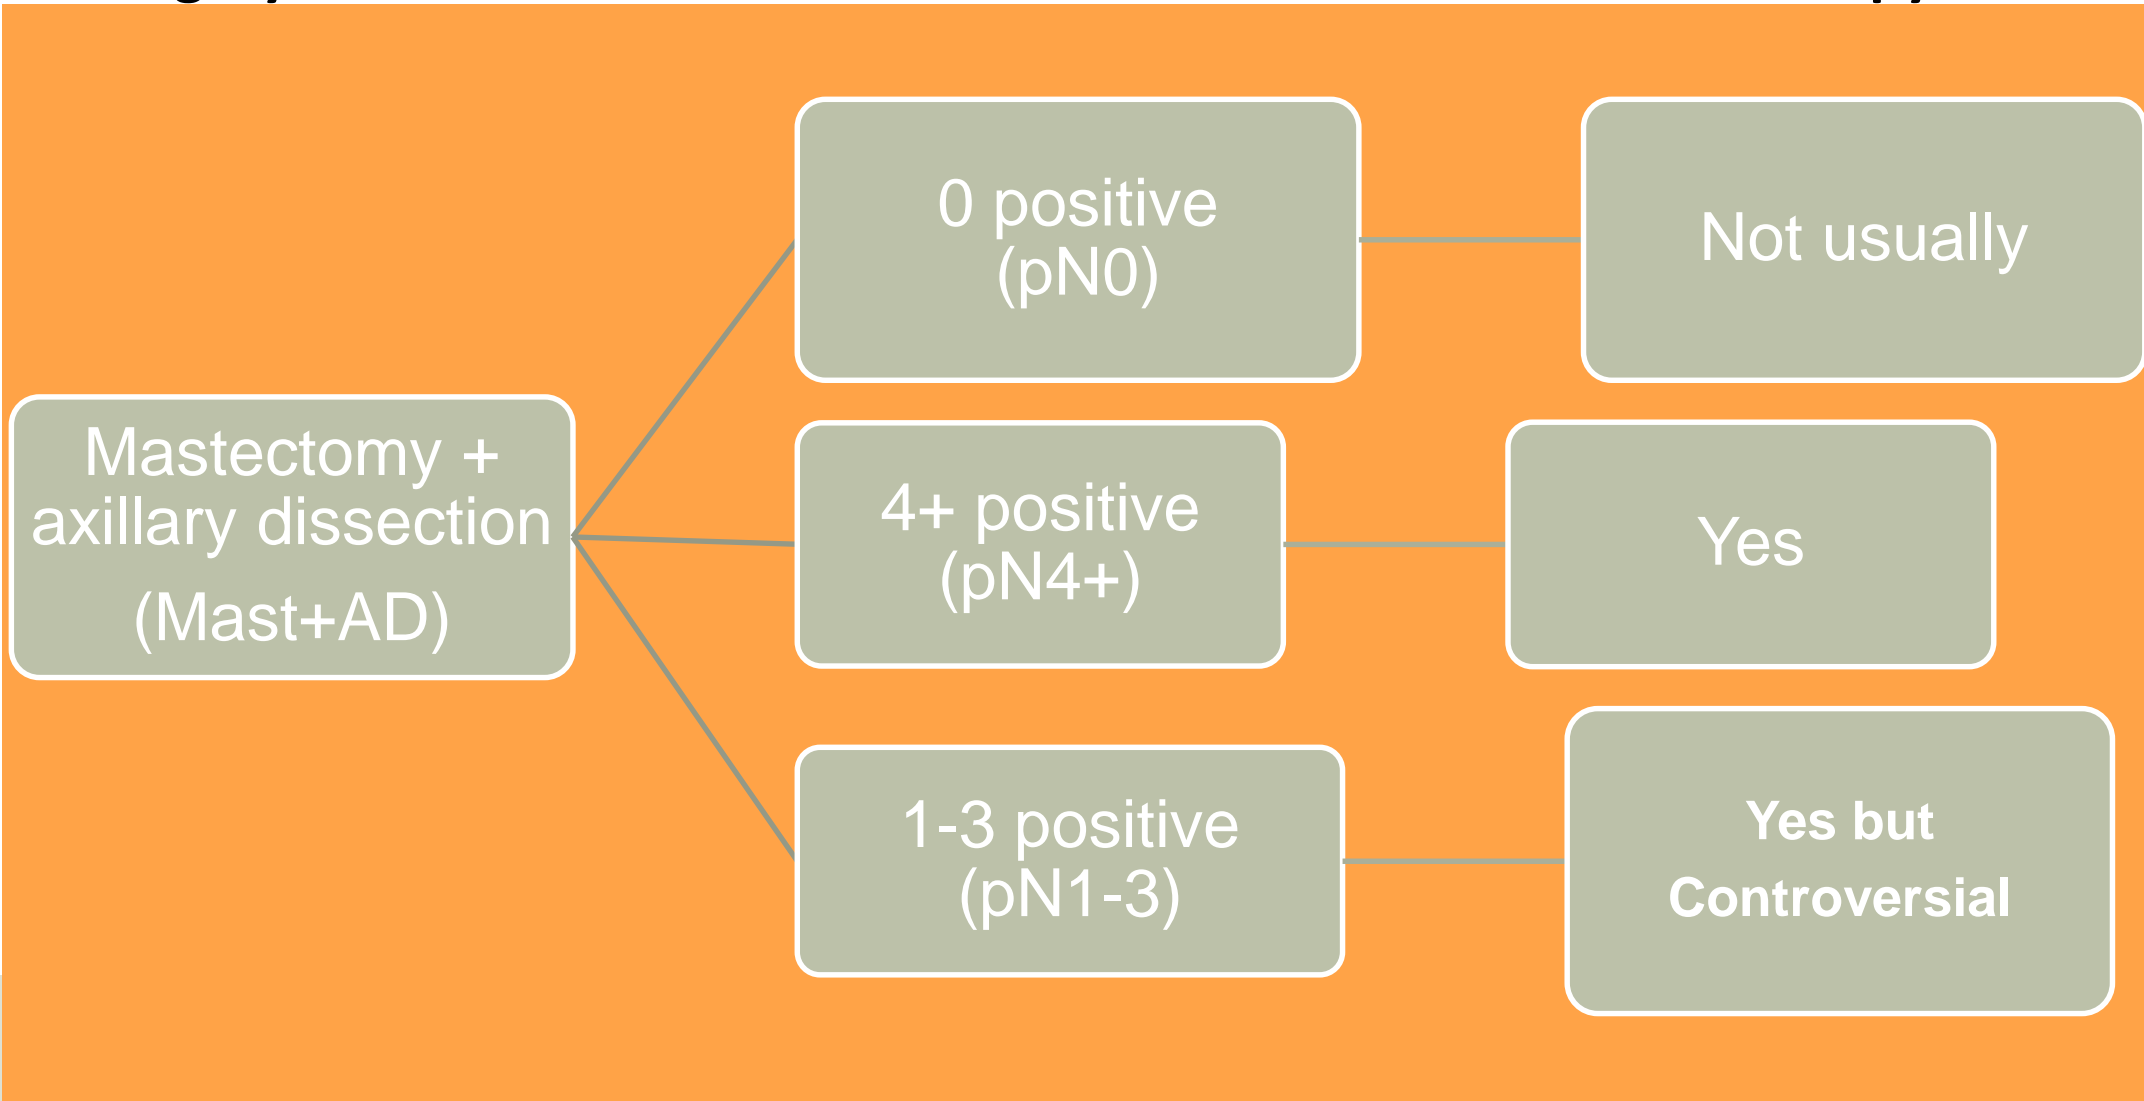 Mastectomy +
axillary dissection
(Mast+AD)
0 positive
(pN0)
Not usually
4+ positive
(pN4+)
Yes
1-3 positive
(pN1-3)
Yes but
Controversial